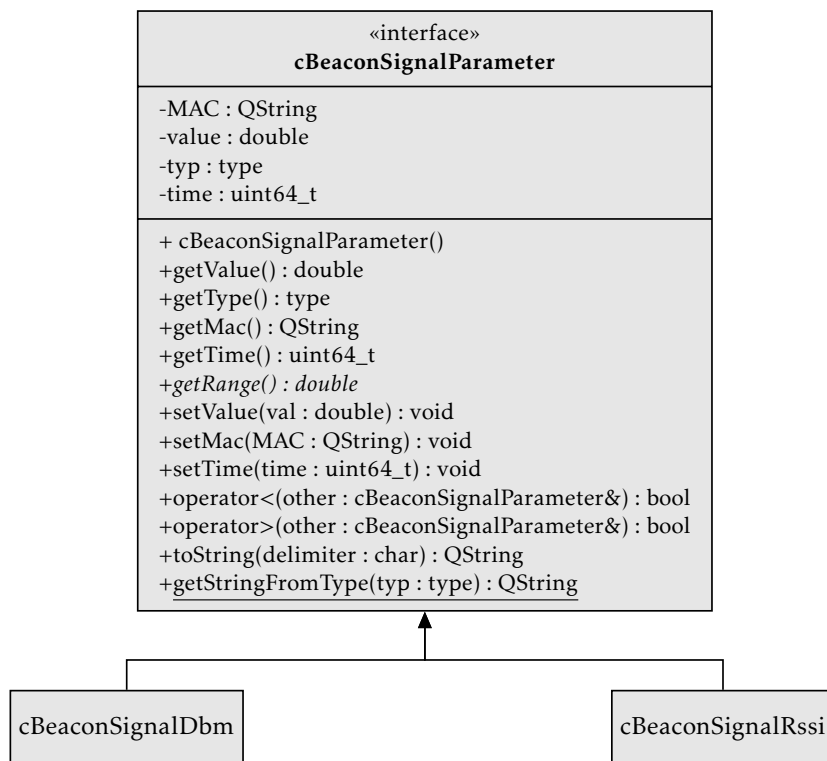 «interface»
cBeaconSignalParameter
-MAC : QString
-value : double
-typ : type
-time : uint64_t
+ cBeaconSignalParameter()
+getValue() : double
+getType() : type
+getMac() : QString
+getTime() : uint64_t
+getRange() : double
+setValue(val : double) : void
+setMac(MAC : QString) : void
+setTime(time : uint64_t) : void
+operator<(other : cBeaconSignalParameter&) : bool
+operator>(other : cBeaconSignalParameter&) : bool
+toString(delimiter : char) : QString
+getStringFromType(typ : type) : QString
cBeaconSignalDbm
cBeaconSignalRssi